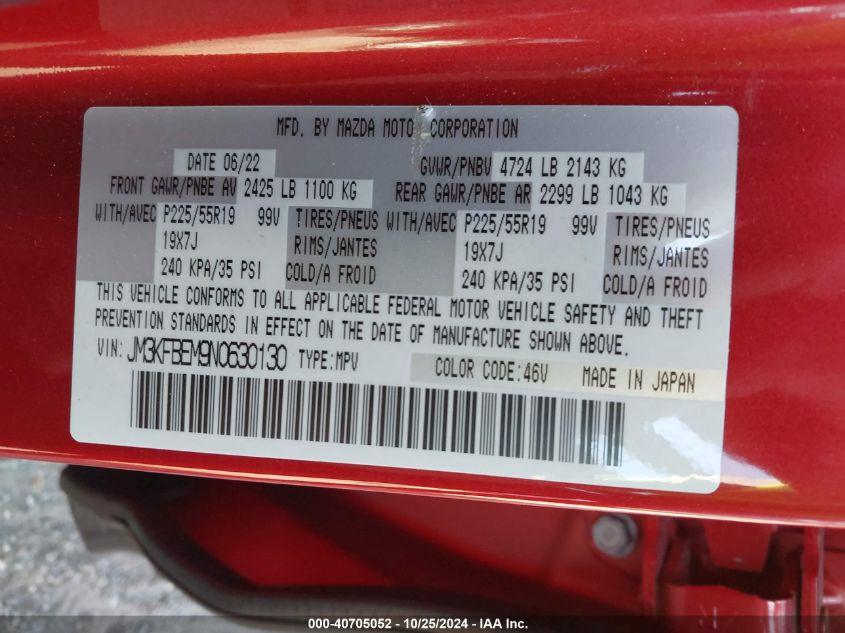 MFD. BY MAZDA MOTOR CORPORATION
DATE 06/22 GVWR/PNBV 4724 LB 2143 KG
FRONT GAWR/PNBE AV 2425 LB 1100 KG REAR GAWR/PNBE AR 2299 LB 1043 KG
WITH/AVEC P225/55R19 99V TIRES/PNEUS WITH/AVEC P225/55R19 99V TIRES/PNEUS
19X7J RIMS/JANTES 19X7J RIMS/JANTES
240 KPA/35 PSI COLD/A FROID 240 KPA/35 PSI COLD/A FROID
THIS VEHICLE CONFORMS TO ALL APPLICABLE FEDERAL MOTOR VEHICLE SAFETY AND THEFT
PREVENTION STANDARDS IN EFFECT ON THE DATE OF MANUFACTURE SHOWN ABOVE.
VIN: JM3KFBEM9N0630130 TYPE:MPV COLOR CODE:46V MADE IN JAPAN
000-40705052 - 10/25/2024 - IAA Inc.